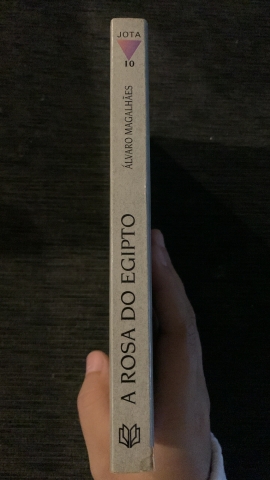 JOTA
10
ÁLVARO MAGALHÃES
A ROSA DO EGIPTO